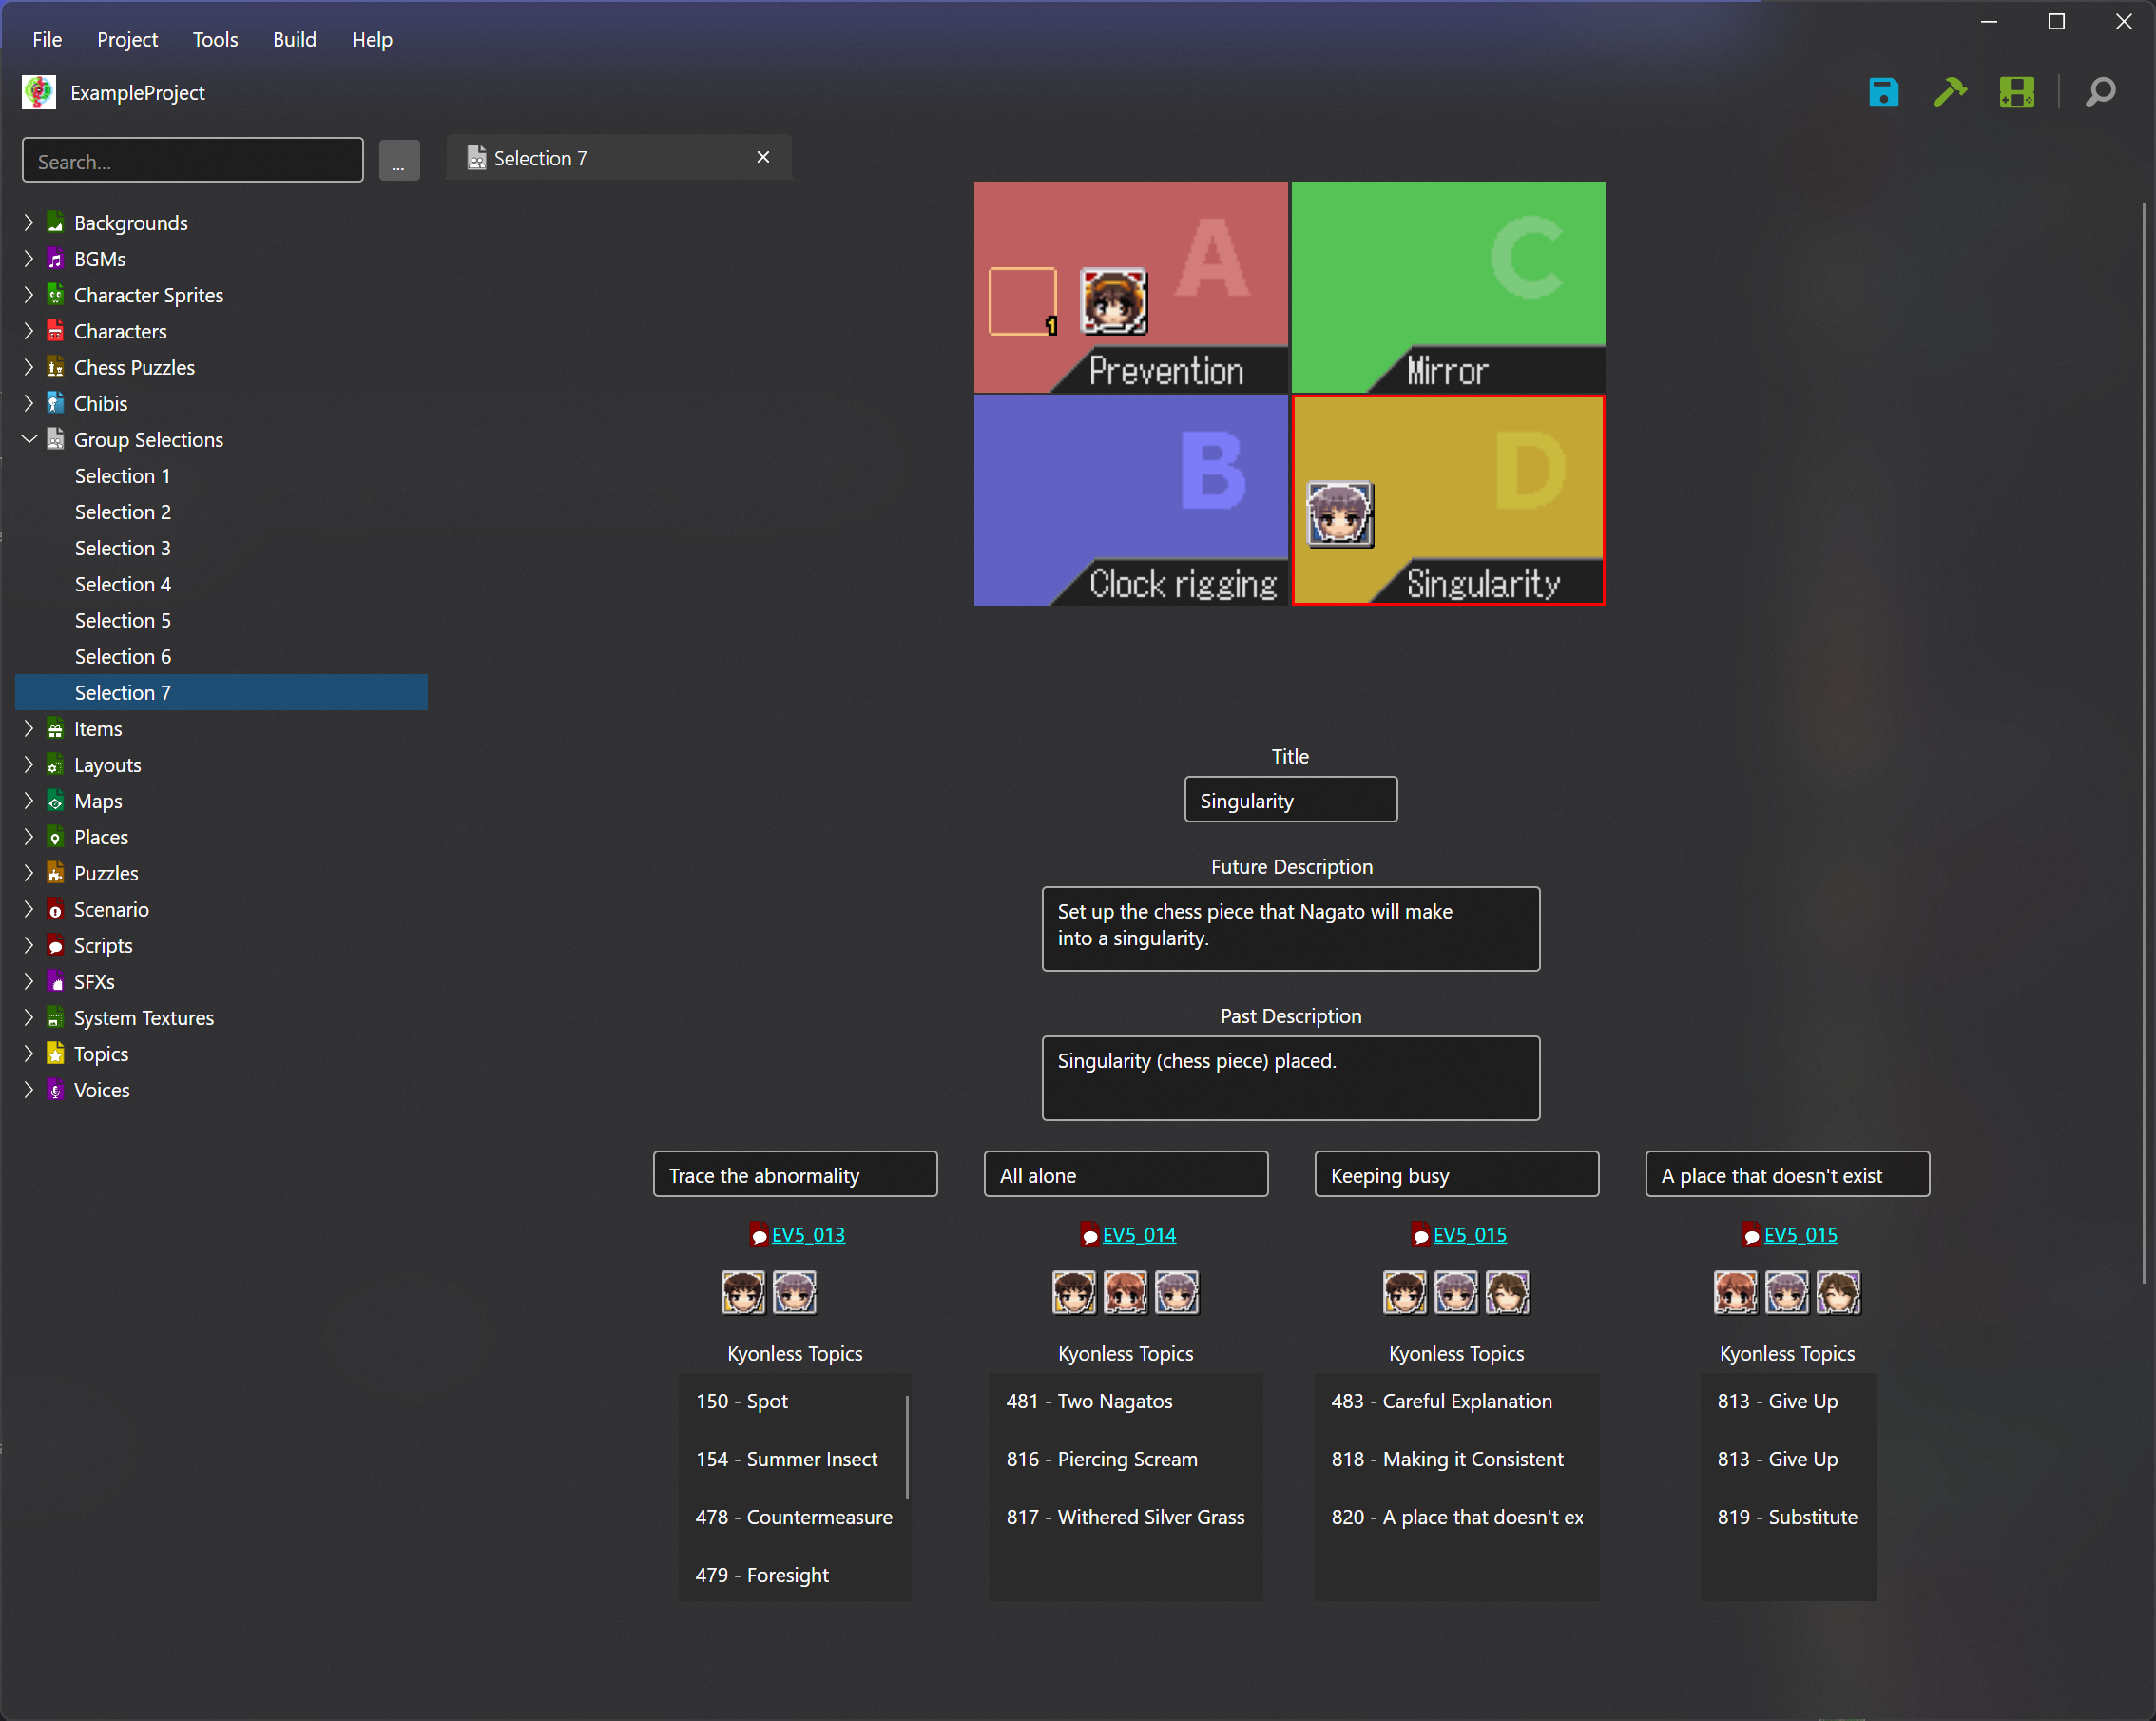 File Project Tools Build Help
ExampleProject
Search...
...
Selection 7
Backgrounds
BGMs
Character Sprites
Characters
Chess Puzzles
Chibis
Group Selections
Selection 1
Selection 2
Selection 3
Selection 4
Selection 5
Selection 6
Selection 7
Items
Layouts
Maps
Places
Puzzles
Scenario
Scripts
SFXs
System Textures
Topics
Voices
A
1
Prevention
C
Mirror
B
Clock rigging
D
Singularity
Title
Singularity
Future Description
Set up the chess piece that Nagato will make
into a singularity.
Past Description
Singularity (chess piece) placed.
Trace the abnormality
EV5_013
Kyonless Topics
150 - Spot
154 - Summer Insect
478 - Countermeasure
479 - Foresight
All alone
EV5_014
Kyonless Topics
481 - Two Nagatos
816 - Piercing Scream
817 - Withered Silver Grass
Keeping busy
EV5_015
Kyonless Topics
483 - Careful Explanation
818 - Making it Consistent
820 - A place that doesn't ex
A place that doesn't exist
EV5_015
Kyonless Topics
813 - Give Up
813 - Give Up
819 - Substitute